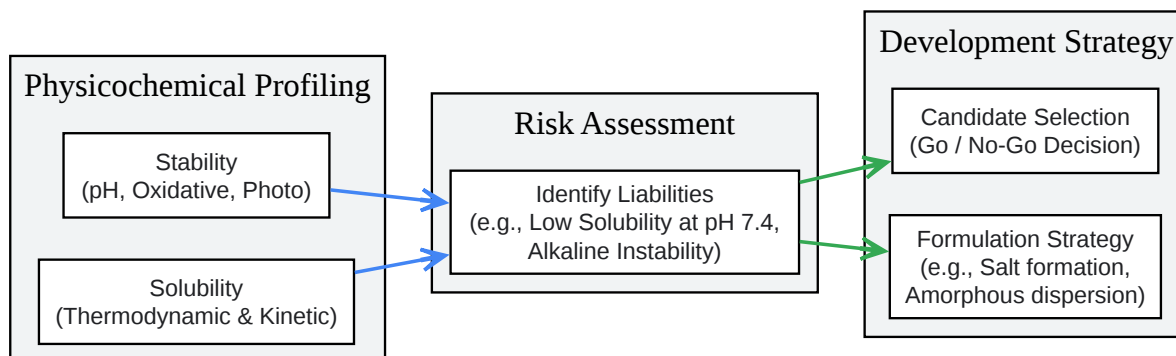 Physicochemical Profiling
Stability
(pH, Oxidative, Photo)
Solubility
(Thermodynamic & Kinetic)
Risk Assessment
Identify Liabilities
(e.g., Low Solubility at pH 7.4,
Alkaline Instability)
Development Strategy
Candidate Selection
(Go / No-Go Decision)
Formulation Strategy
(e.g., Salt formation,
Amorphous dispersion)